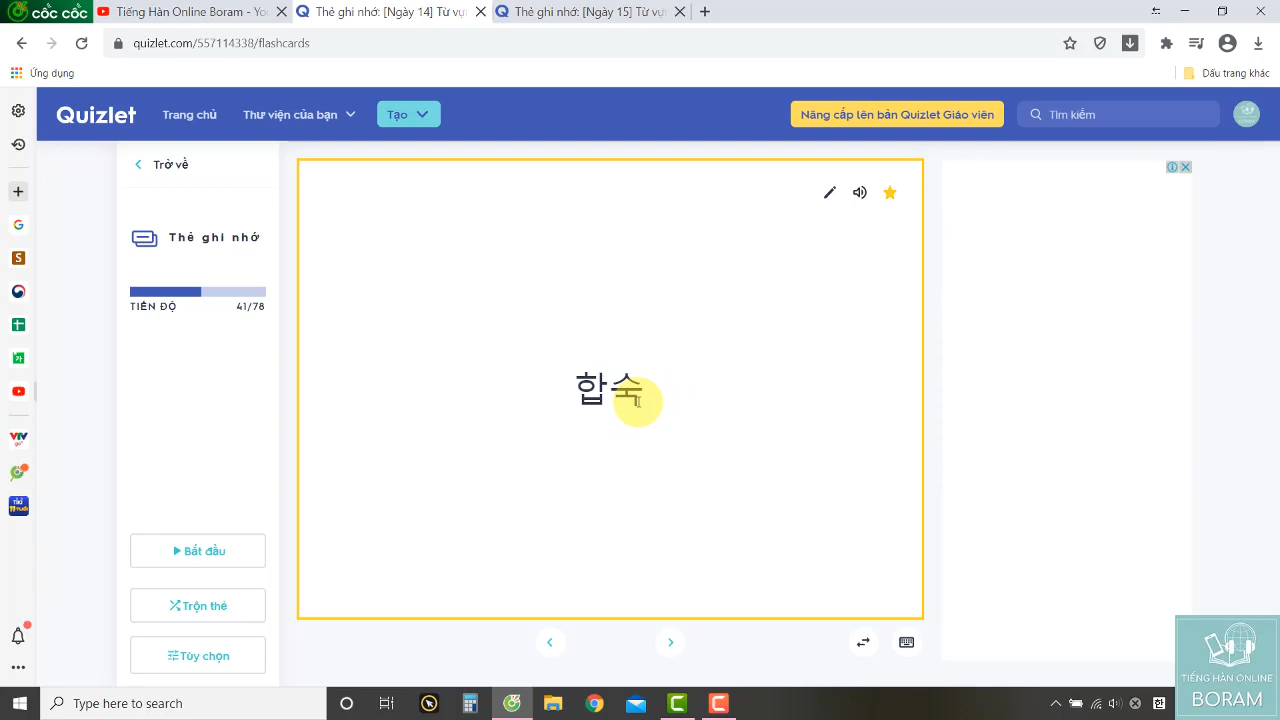 CỐC CỐC
Tiếng Hàn Online Boram - You
Thẻ ghi nhớ: [Ngày 14] Từ vự
Thẻ ghi nhớ: [Ngày 15] Từ vự
quizlet.com/557114338/flashcards
Ứng dụng
Dấu trang khác
Quizlet
Trang chủ
Thư viện của bạn
Tạo
Nâng cấp lên bản Quizlet Giáo viên
Tìm kiếm
Trở về
Thẻ ghi nhớ
TIẾN ĐỘ 41/78
합숙
Bắt đầu
Trộn thẻ
Tùy chọn
TIẾNG HÀN ONLINE
BORAM
Type here to search